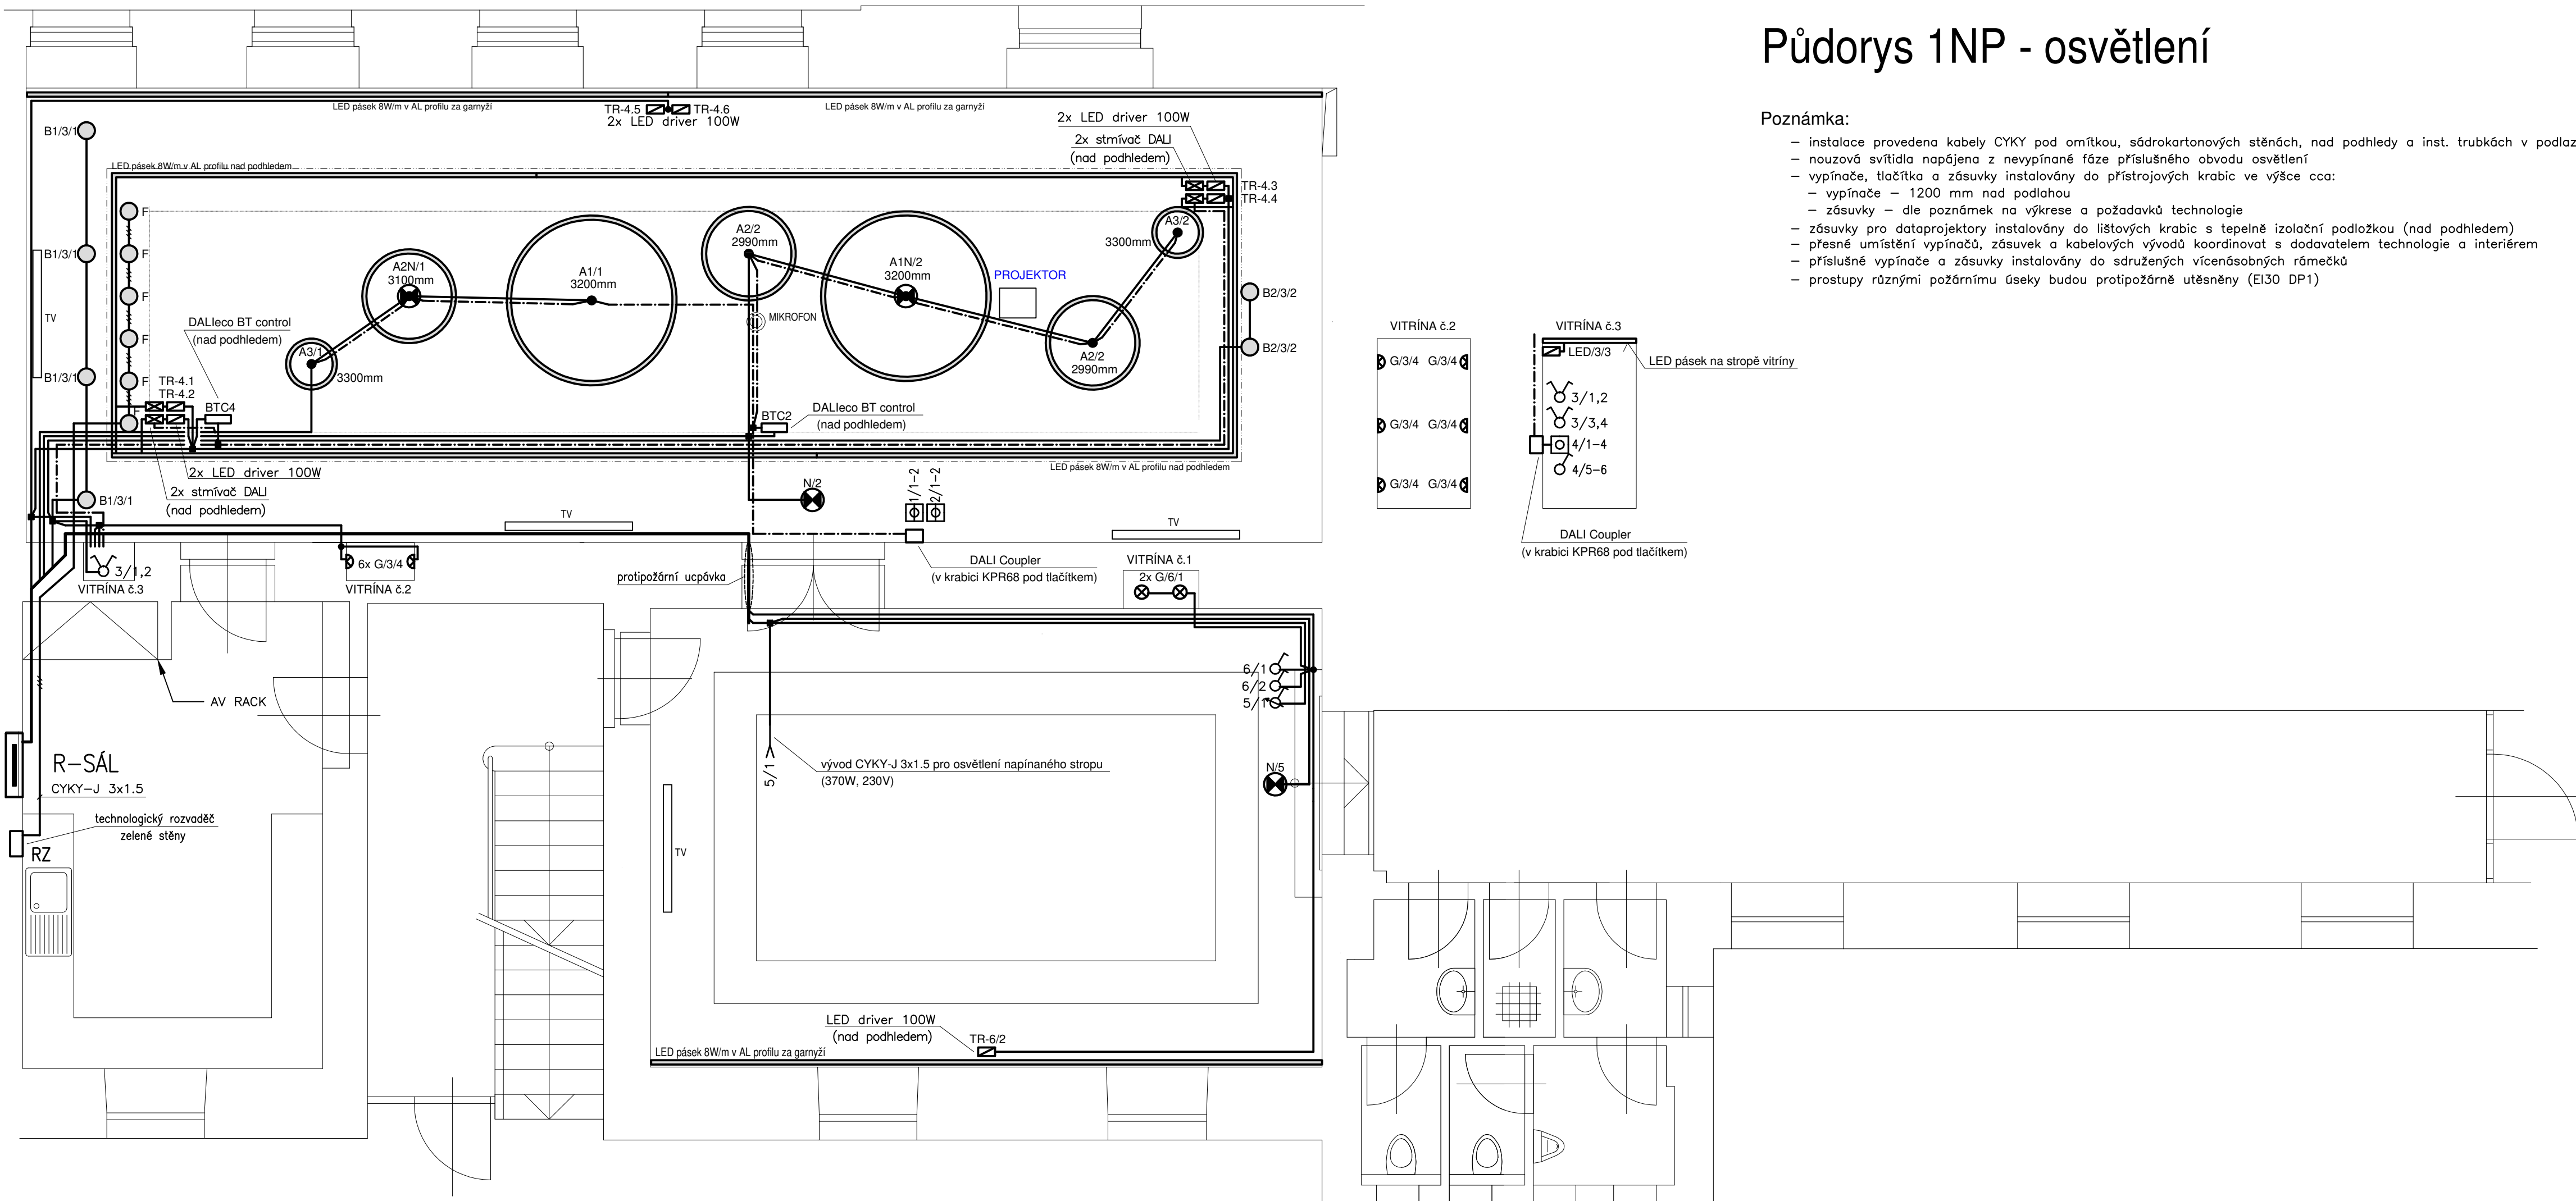 Půdorys 1NP - osvětlení
Poznámka:
– instalace provedena kabely CYKY pod omítkou, sádrokartonových stěnách, nad podhledy a inst. trubkách v
– nouzová svítidla napájena z nevypínané fáze příslušného obvodu osvětlení
– vypínače, tlačítka a zásuvky instalovány do přístrojových krabic ve výšce cca:
– vypínače – 1200 mm nad podlahou
– zásuvky – dle poznámek na výkrese a požadavků technologie
– zásuvky pro dataprojektory instalovány do lištových krabic s tepelně izolační podložkou (nad podhledem)
– přesné umístění vypínačů, zásuvek a kabelových vývodů koordinovat s dodavatelem technologie a interiérem
– příslušné vypínače a zásuvky instalovány do sdružených vícenásobných rámečků
– prostupy různými požárnímu úseky budou protipožárně utěsněny (EI30 DP1)
LED pásek 8W/m v AL profilu za garnyží
TR-4.5
TR-4.6
2x LED driver 100W
LED pásek 8W/m v AL profilu za garnyží
2x LED driver 100W
2x stmívač DALI
(nad podhledem)
TR-4.3
TR-4.4
B1/3/1
LED pásek 8W/m v AL profilu nad podhledem
F
F
F
F
F
F
B1/3/1
B1/3/1
B1/3/1
TV
A2N/1
3100mm
A1/1
3200mm
A2/2
2990mm
A1N/2
3200mm
PROJEKTOR
A3/2
3300mm
A2/2
2990mm
MIKROFON
A3/1
3300mm
B2/3/2
B2/3/2
DALIeco BT control
(nad podhledem)
TR-4.1
TR-4.2
BTC4
BTC2
DALIeco BT control
(nad podhledem)
2x LED driver 100W
2x stmívač DALI
(nad podhledem)
LED pásek 8W/m v AL profilu nad podhledem
N/2
1/1-2
2/1-2
TV
TV
DALI Coupler
(v krabici KPR68 pod tlačítkem)
3/1,2
VITRÍNA č.3
6x G/3/4
VITRÍNA č.2
protipožární ucpávka
VITRÍNA č.1
2x G/6/1
VITRÍNA č.2
G/3/4
G/3/4
G/3/4
G/3/4
G/3/4
G/3/4
VITRÍNA č.3
LED/3/3
LED pásek na stropě vitríny
3/1,2
3/3,4
4/1-4
4/5-6
DALI Coupler
(v krabici KPR68 pod tlačítkem)
AV RACK
R-SÁL
CYKY-J 3x1.5
technologický rozvaděč
zelené stěny
RZ
6/1
6/2
5/1
5/1
vývod CYKY-J 3x1.5 pro osvětlení napínaného stropu
(370W, 230V)
N/5
TV
LED driver 100W
(nad podhledem)
TR-6/2
LED pásek 8W/m v AL profilu za garnyží